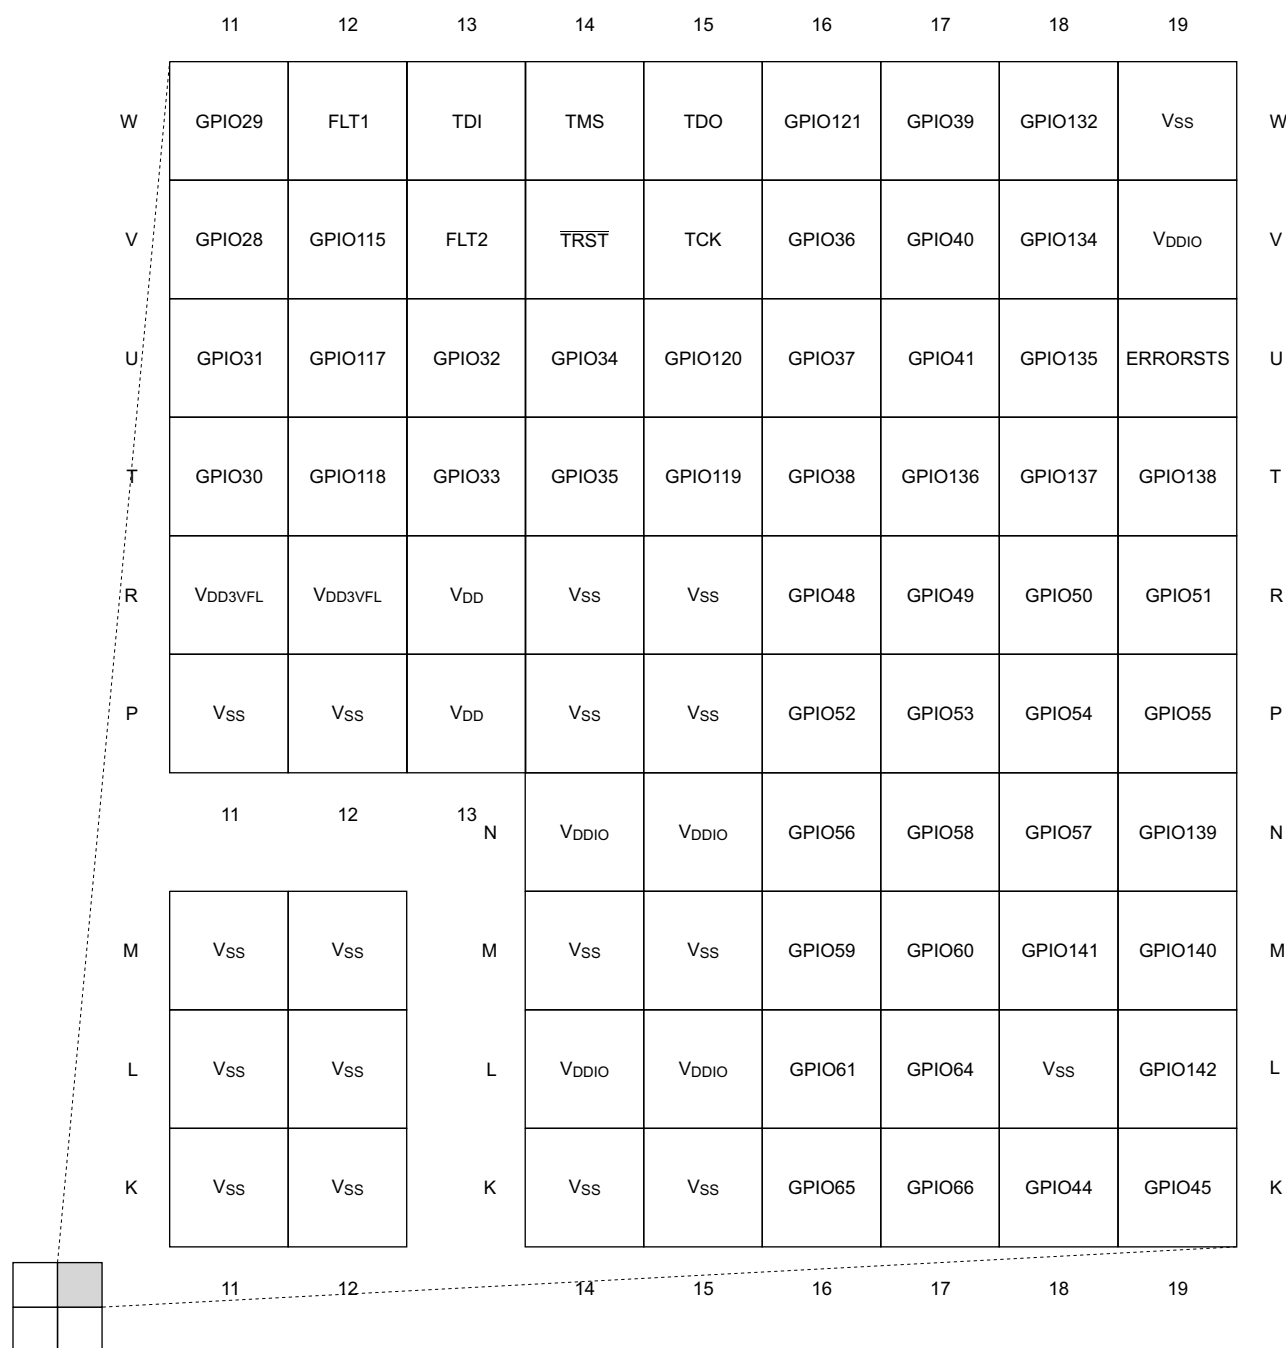 11 12 13 14 15 16 17 18 19
W GPIO29 FLT1 TDI TMS TDO GPIO121 GPIO39 GPIO132 VSS W
V GPIO28 GPIO115 FLT2 T̅R̅S̅T̅ TCK GPIO36 GPIO40 GPIO134 VDDIO V
U GPIO31 GPIO117 GPIO32 GPIO34 GPIO120 GPIO37 GPIO41 GPIO135 ERRORSTS U
T GPIO30 GPIO118 GPIO33 GPIO35 GPIO119 GPIO38 GPIO136 GPIO137 GPIO138 T
R VDD3VFL VDD3VFL VDD VSS VSS GPIO48 GPIO49 GPIO50 GPIO51 R
P VSS VSS VDD VSS VSS GPIO52 GPIO53 GPIO54 GPIO55 P
11 12 13 N VDDIO VDDIO GPIO56 GPIO58 GPIO57 GPIO139 N
M VSS VSS M VSS VSS GPIO59 GPIO60 GPIO141 GPIO140 M
L VSS VSS L VDDIO VDDIO GPIO61 GPIO64 VSS GPIO142 L
K VSS VSS K VSS VSS GPIO65 GPIO66 GPIO44 GPIO45 K
11 12 14 15 16 17 18 19